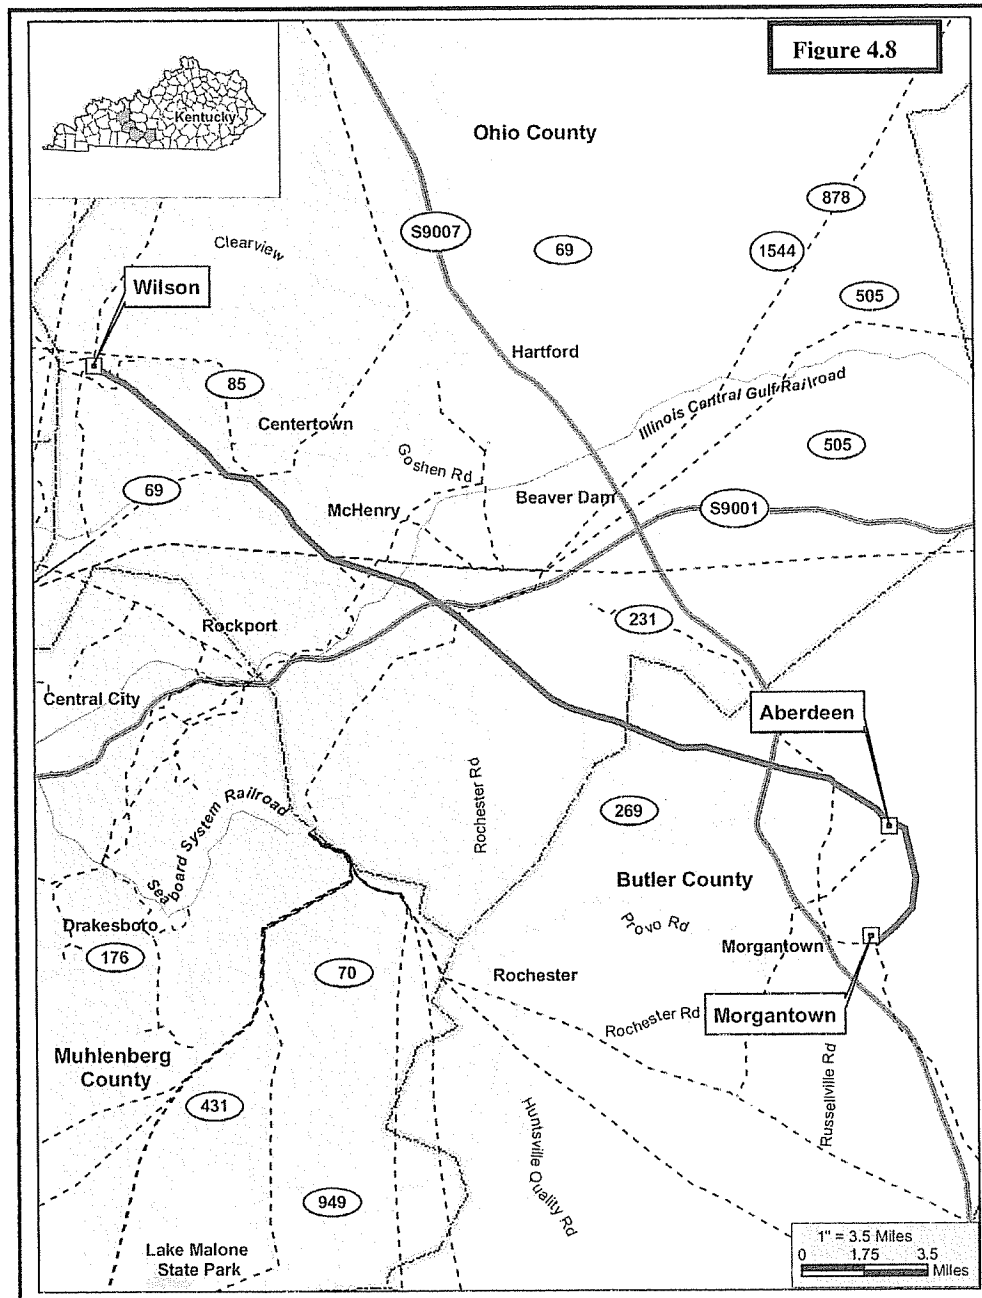 Figure 4.8
Kentucky
Ohio County
878
S9007
Clearview
69
1544
Wilson
505
Hartford
85
Illinois Central Gulf Railroad
Centertown
505
Goshen Rd
69
Beaver Dam
McHenry
S9001
Rockport
231
Central City
Aberdeen
Rochester Rd
Seaboard System Railroad
269
Butler County
Provo Rd
Drakesboro
Morgantown
176
70
Rochester
Rochester Rd
Morgantown
Muhlenberg
County
Russellville Rd
431
Huntsville Quality Rd
949
1" = 3.5 Miles
Lake Malone
State Park
0 1.75 3.5
Miles